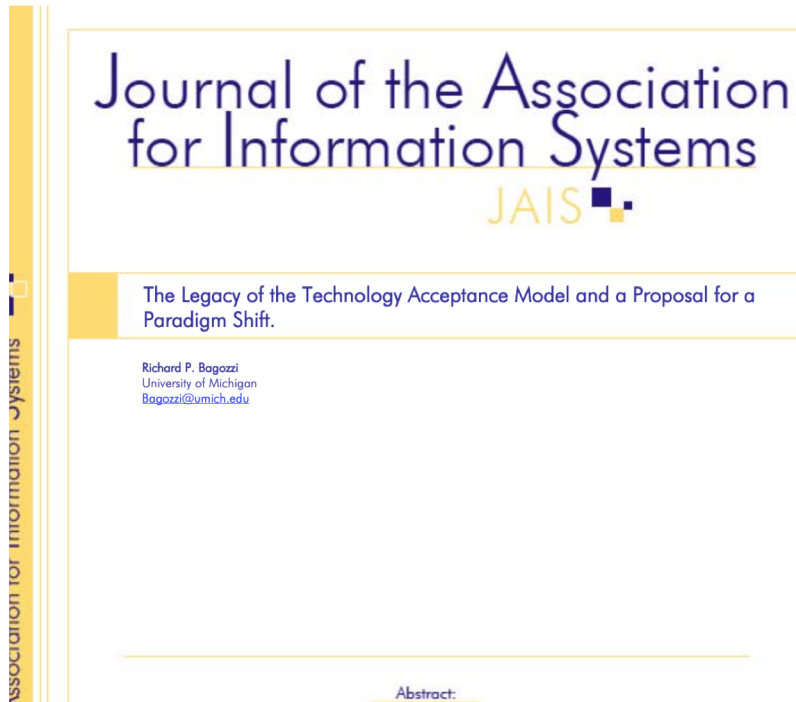 Journal of the Association
for Information Systems
JAIS
The Legacy of the Technology Acceptance Model and a Proposal for a
Paradigm Shift.
Richard P. Bagozzi
University of Michigan
Bagozzi@umich.edu
Abstract:
Association for Information Systems